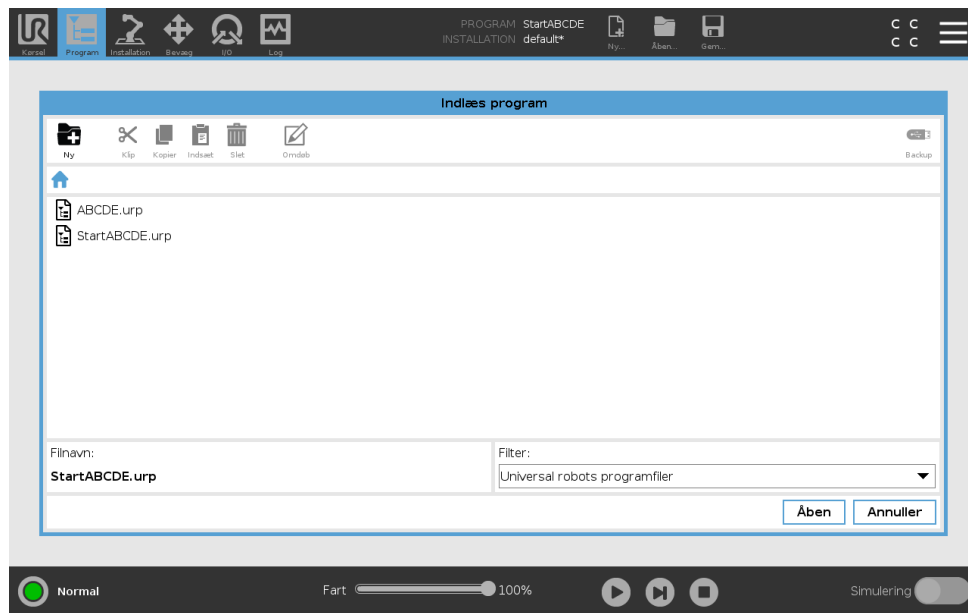 PROGRAM StartABCDE
INSTALLATION default*
C C
C C
Kørsel Program Installation Bevæg I/O Log Ny... Åben... Gem...
Indlæs program
Ny Klip Kopier Indsæt Slet Omdøb Backup
ABCDE.urp
StartABCDE.urp
Filnavn: Filter:
StartABCDE.urp Universal robots programfiler
Åben Annuller
Normal Fart 100% Simulering